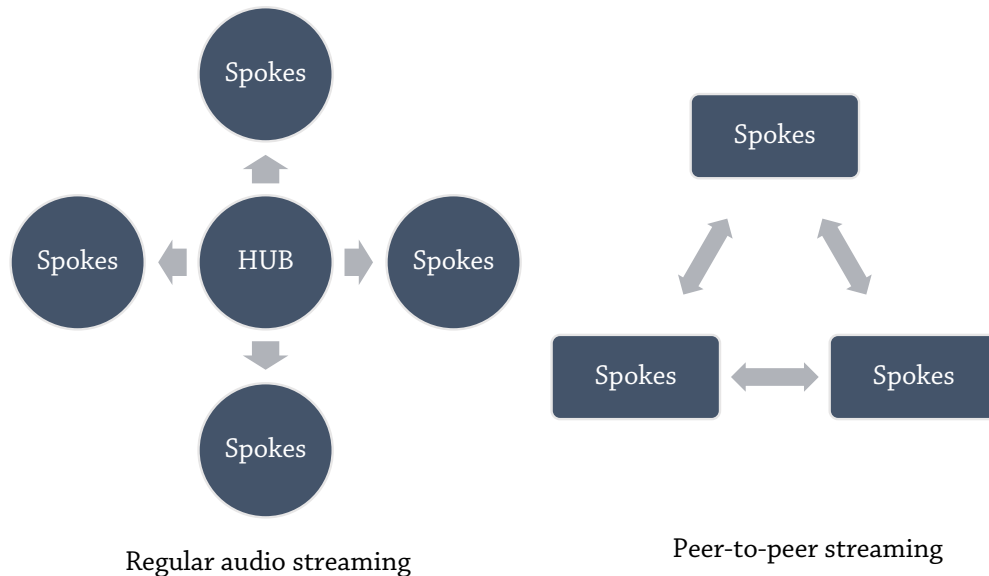 Spokes
Spokes
HUB
Spokes
Spokes
Regular audio streaming
Spokes
Spokes
Spokes
Peer-to-peer streaming